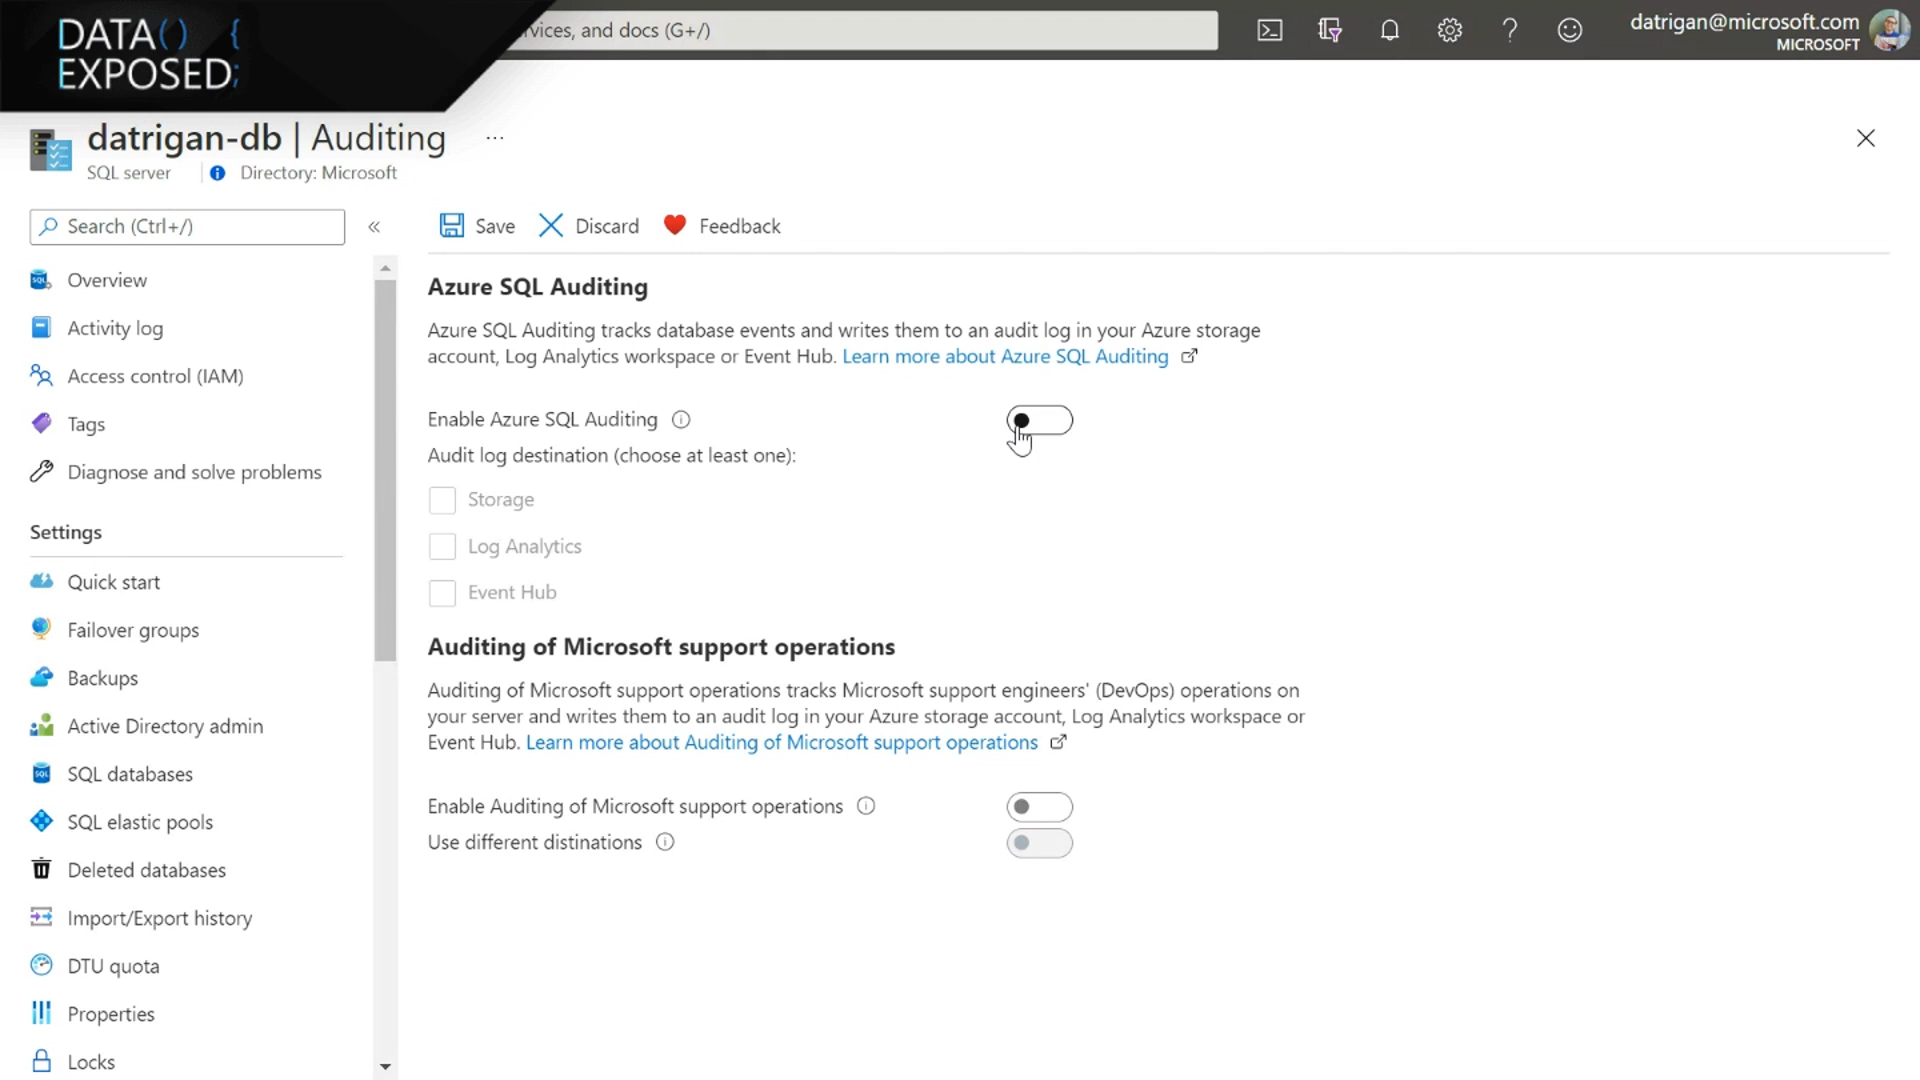 DATA() {
EXPOSED;
rvices, and docs (G+/)
datrigan@microsoft.com
MICROSOFT
datrigan-db | Auditing ...
SQL server
Directory: Microsoft
Search (Ctrl+/)
«
Save
Discard
Feedback
Overview
Activity log
Access control (IAM)
Tags
Diagnose and solve problems
Settings
Quick start
Failover groups
Backups
Active Directory admin
SQL databases
SQL elastic pools
Deleted databases
Import/Export history
DTU quota
Properties
Locks
Azure SQL Auditing
Azure SQL Auditing tracks database events and writes them to an audit log in your Azure storage
account, Log Analytics workspace or Event Hub. Learn more about Azure SQL Auditing
Enable Azure SQL Auditing
Audit log destination (choose at least one):
Storage
Log Analytics
Event Hub
Auditing of Microsoft support operations
Auditing of Microsoft support operations tracks Microsoft support engineers' (DevOps) operations on
your server and writes them to an audit log in your Azure storage account, Log Analytics workspace or
Event Hub. Learn more about Auditing of Microsoft support operations
Enable Auditing of Microsoft support operations
Use different distinations